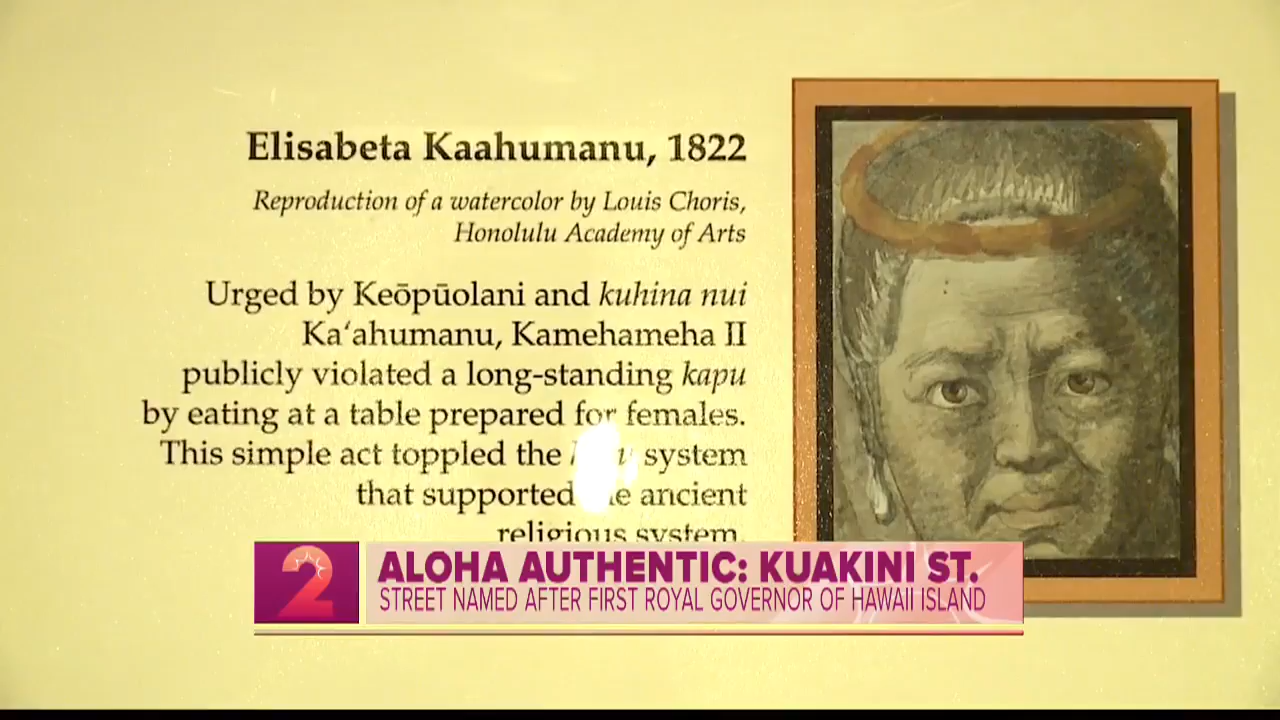 Elisabeta Kaahumanu, 1822
Reproduction of a watercolor by Louis Choris,
Honolulu Academy of Arts
Urged by Keōpūolani and kuhina nui
Kaʻahumanu, Kamehameha II
publicly violated a long-standing kapu
by eating at a table prepared for females.
This simple act toppled the system
that supported ancient
religious system.
2
ALOHA AUTHENTIC: KUAKINI ST.
STREET NAMED AFTER FIRST ROYAL GOVERNOR OF HAWAII ISLAND